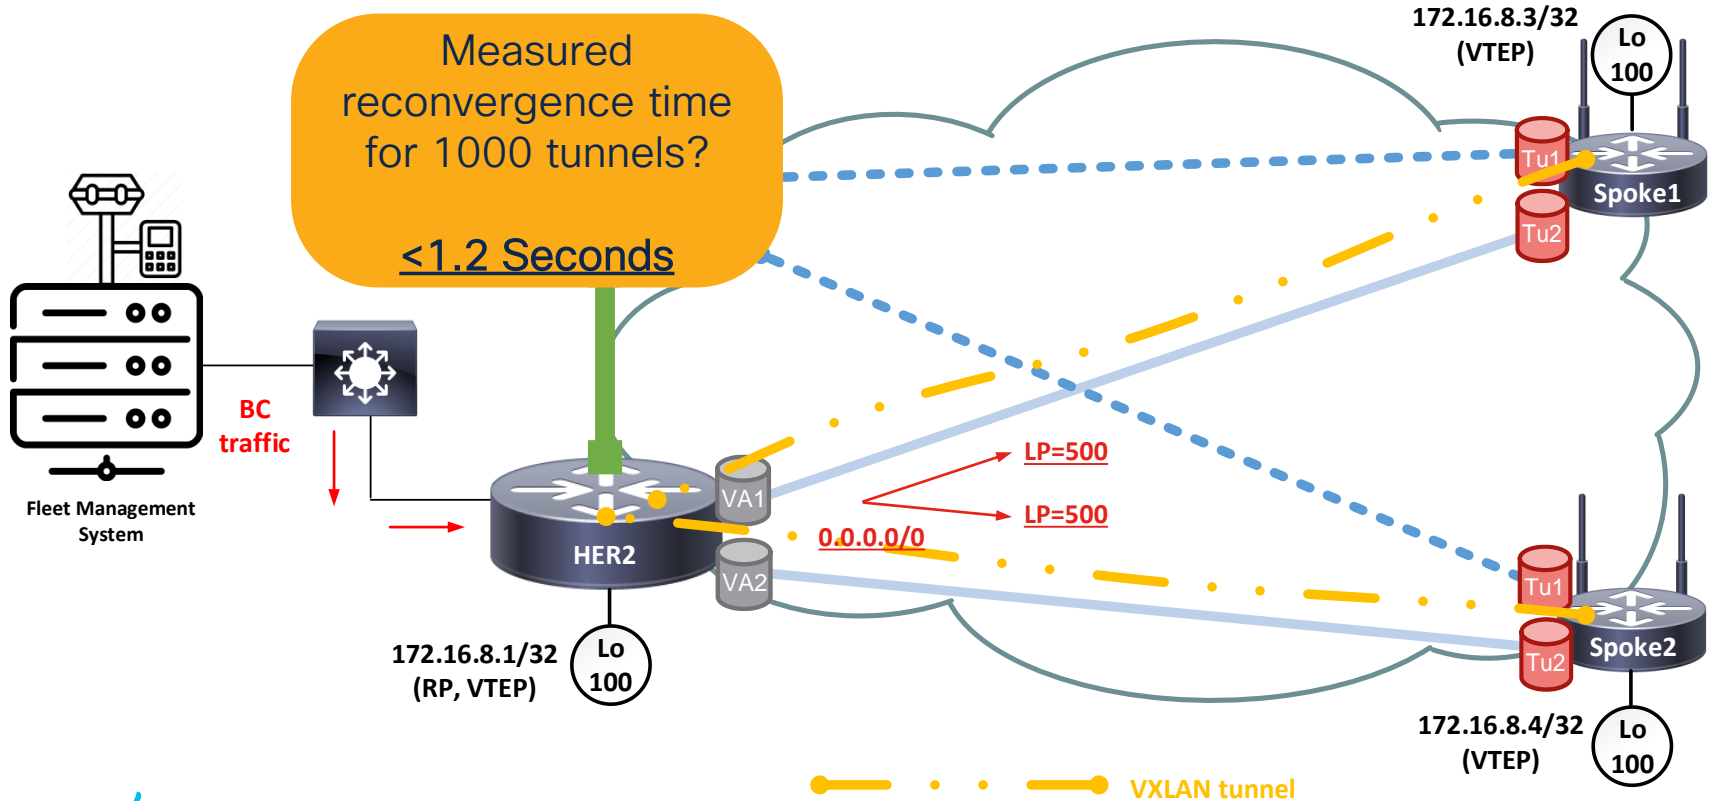 Measured
reconvergence time
for 1000 tunnels?
<1.2 Seconds
172.16.8.3/32
(VTEP)
Lo
100
Tu1
Spoke1
Tu2
BC
traffic
Fleet Management
System
HER2
VA1
VA2
LP=500
LP=500
0.0.0.0/0
172.16.8.1/32
(RP, VTEP)
Lo
100
Tu1
Spoke2
Tu2
172.16.8.4/32
(VTEP)
Lo
100
VXLAN tunnel